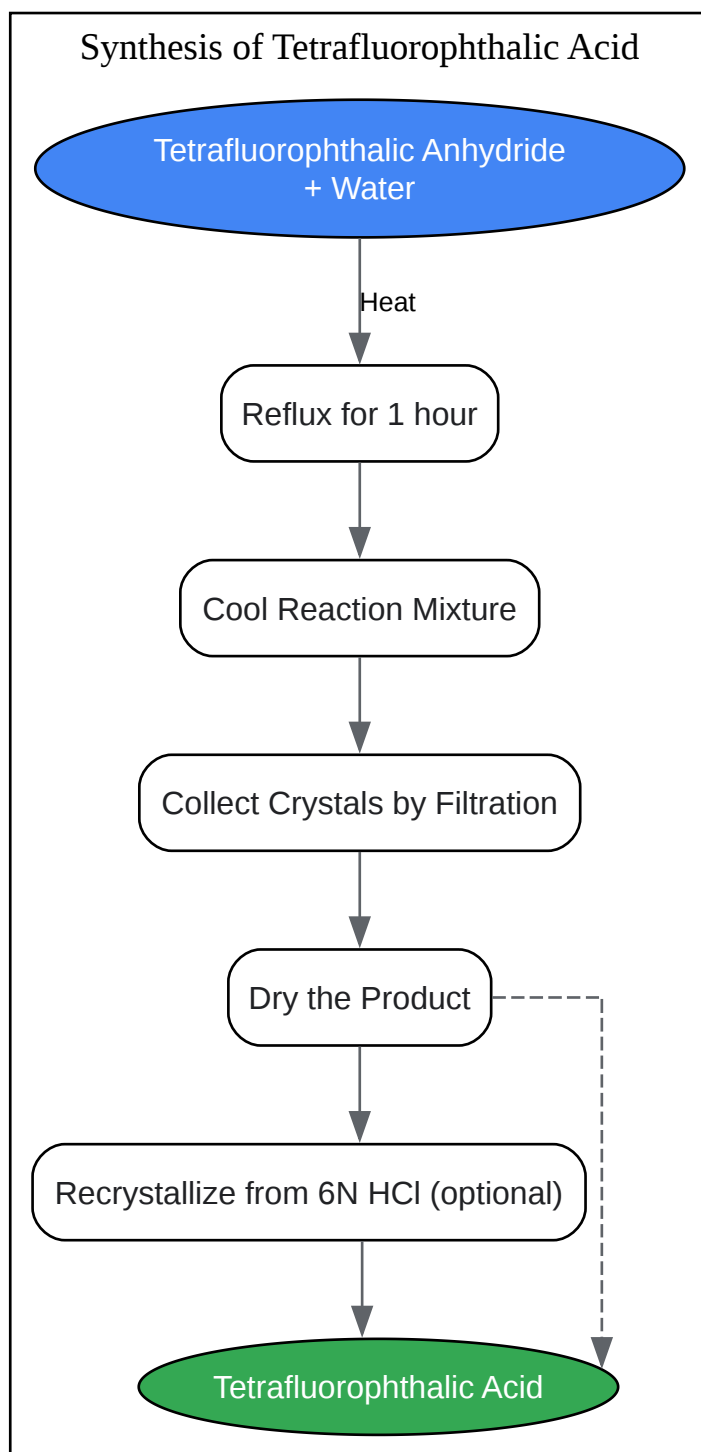 Synthesis of Tetrafluorophthalic Acid
Tetrafluorophthalic Anhydride
+ Water
Heat
Reflux for 1 hour
Cool Reaction Mixture
Collect Crystals by Filtration
Dry the Product
Recrystallize from 6N HCl (optional)
Tetrafluorophthalic Acid